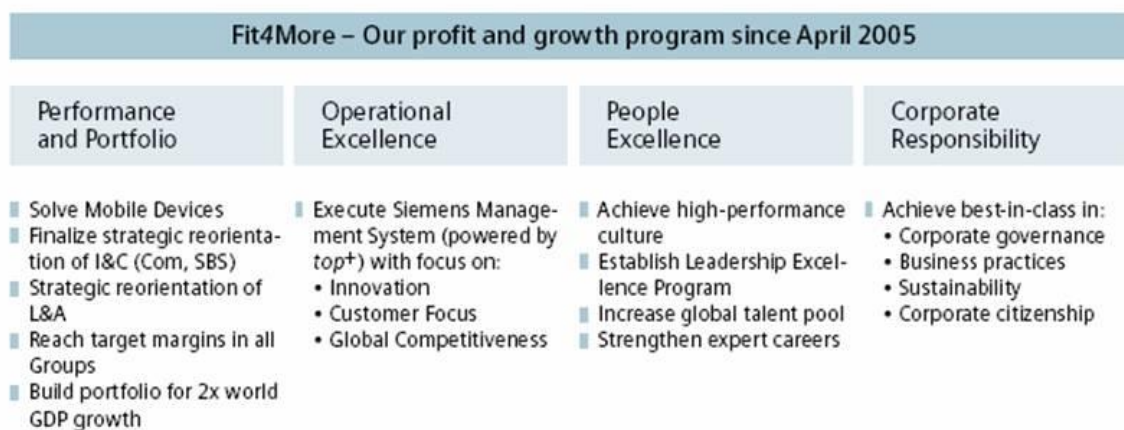 Fit4More – Our profit and growth program since April 2005
Performance
and Portfolio
Solve Mobile Devices
Finalize strategic reorienta-
tion of I&C (Com, SBS)
Strategic reorientation of
L&A
Reach target margins in all
Groups
Build portfolio for 2x world
GDP growth
Operational
Excellence
Execute Siemens Manage-
ment System (powered by
top+) with focus on:
• Innovation
• Customer Focus
• Global Competitiveness
People
Excellence
Achieve high-performance
culture
Establish Leadership Excel-
lence Program
Increase global talent pool
Strengthen expert careers
Corporate
Responsibility
Achieve best-in-class in:
• Corporate governance
• Business practices
• Sustainability
• Corporate citizenship